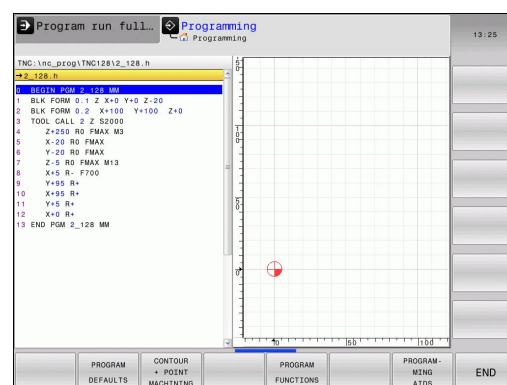 Program run full...
Programming
Programming
13:25
TNC:\nc_prog\TNC128\2_128.h
→2_128.h
0 BEGIN PGM 2_128 MM
1 BLK FORM 0.1 Z X+0 Y+0 Z-20
2 BLK FORM 0.2 X+100 Y+100 Z+0
3 TOOL CALL 2 Z S2000
4 Z+250 R0 FMAX M3
5 X-20 R0 FMAX
6 Y-20 R0 FMAX
7 Z-5 R0 FMAX M13
8 X+5 R- F700
9 Y+95 R+
10 X+95 R+
11 Y+5 R+
12 X+0 R+
13 END PGM 2_128 MM
100
50
0
0
50
100
PROGRAM DEFAULTS
CONTOUR + POINT MACHINING
PROGRAM FUNCTIONS
PROGRAM- MING AIDS
END